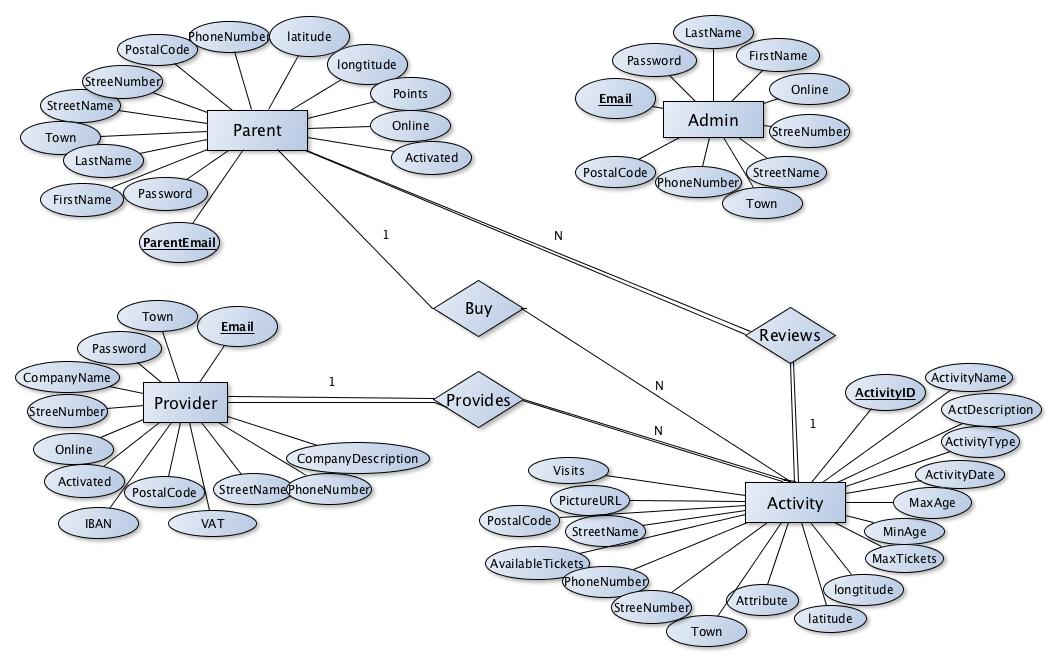 PhoneNumber
latitude
PostalCode
longtitude
StreeNumber
Points
StreetName
Online
Town
Parent
LastName
Activated
FirstName
Password
ParentEmail
LastName
FirstName
Password
Online
Email
Admin
StreeNumber
PostalCode
PhoneNumber
StreetName
Town
1
N
Buy
Reviews
N
1
Town
Email
Password
CompanyName
Provider
1
Provides
N
StreeNumber
Online
CompanyDescription
Activated
PostalCode
StreetName
PhoneNumber
IBAN
VAT
ActivityName
ActivityID
ActDescription
ActivityType
Visits
ActivityDate
PictureURL
Activity
MaxAge
PostalCode
StreetName
MinAge
AvailableTickets
MaxTickets
PhoneNumber
longtitude
StreeNumber
Attribute
latitude
Town